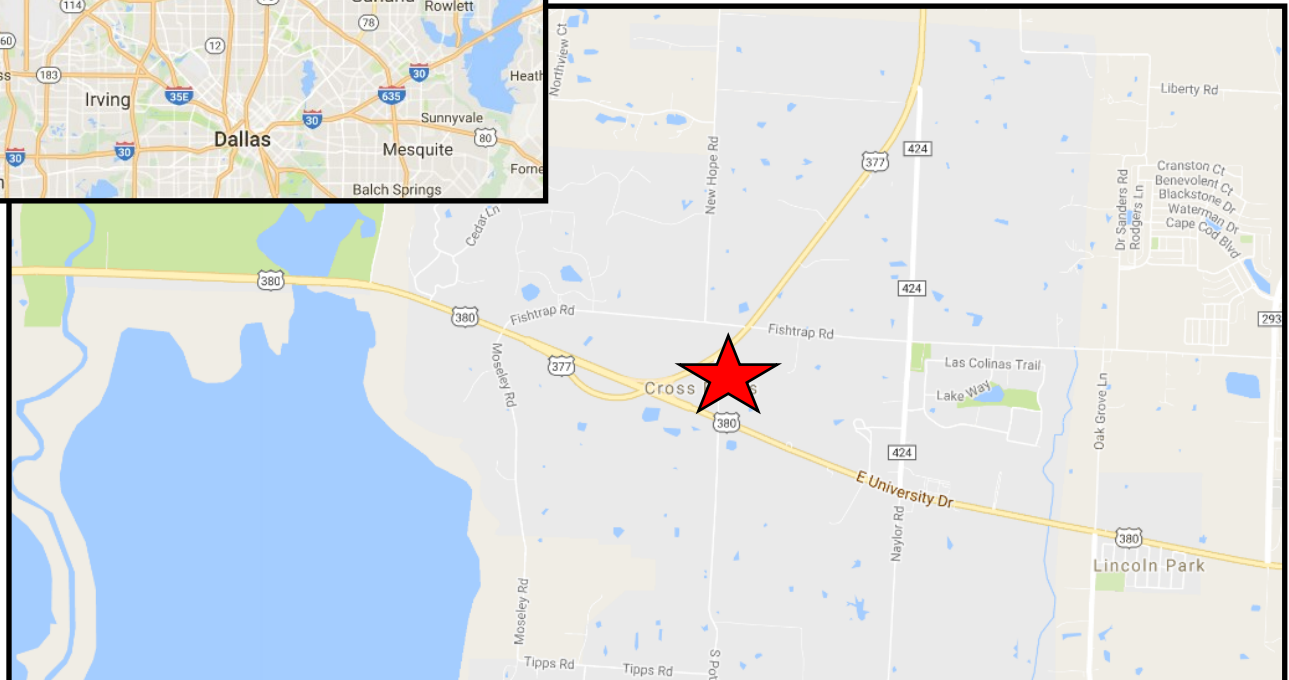 114
78
Rowlett
60
12
183
30
Heath
Irving
35E
635
30
Sunnyvale
80
Dallas
30
30
Mesquite
Balch Springs
Northview Ct
New Hope Rd
377
424
Liberty Rd
Cranston Ct
Benevolent Ct
Blackstone Dr
Waterman Dr
Cape Cod Blvd
Dr Sanders Rd
Rodgers Ln
Cedar Ln
380
424
380
Fishtrap Rd
Fishtrap Rd
293
Moseley Rd
377
Cross
s
Las Colinas Trail
Lake Way
Oak Grove Ln
380
424
E University Dr
Naylor Rd
380
Lincoln Park
Moseley Rd
Tipps Rd
Tipps Rd